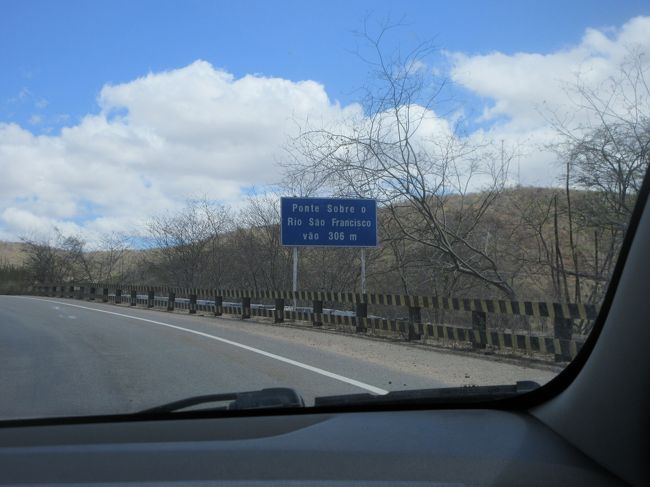 Ponte Sobre o
Rio São Francisco
vão 306 m